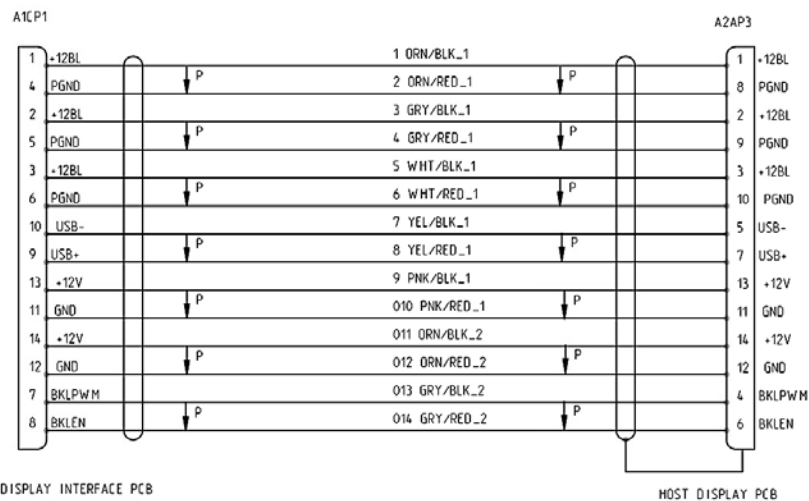 A1CP1
A2AP3
1 +12BL 1 ORN/BLK_1 1 +12BL
P P
4 PGND 2 ORN/RED_1 8 PGND
2 +12BL 3 GRY/BLK_1 2 +12BL
P P
5 PGND 4 GRY/RED_1 9 PGND
3 +12BL 5 WHT/BLK_1 3 +12BL
P P
6 PGND 6 WHT/RED_1 10 PGND
10 USB- 7 YEL/BLK_1 5 USB-
P P
9 USB+ 8 YEL/RED_1 7 USB+
13 +12V 9 PNK/BLK_1 13 +12V
P P
11 GND 010 PNK/RED_1 11 GND
14 +12V 011 ORN/BLK_2 14 +12V
P P
12 GND 012 ORN/RED_2 12 GND
7 BKLPWM 013 GRY/BLK_2 4 BKLPWM
P P
8 BKLEN 014 GRY/RED_2 6 BKLEN
DISPLAY INTERFACE PCB
HOST DISPLAY PCB